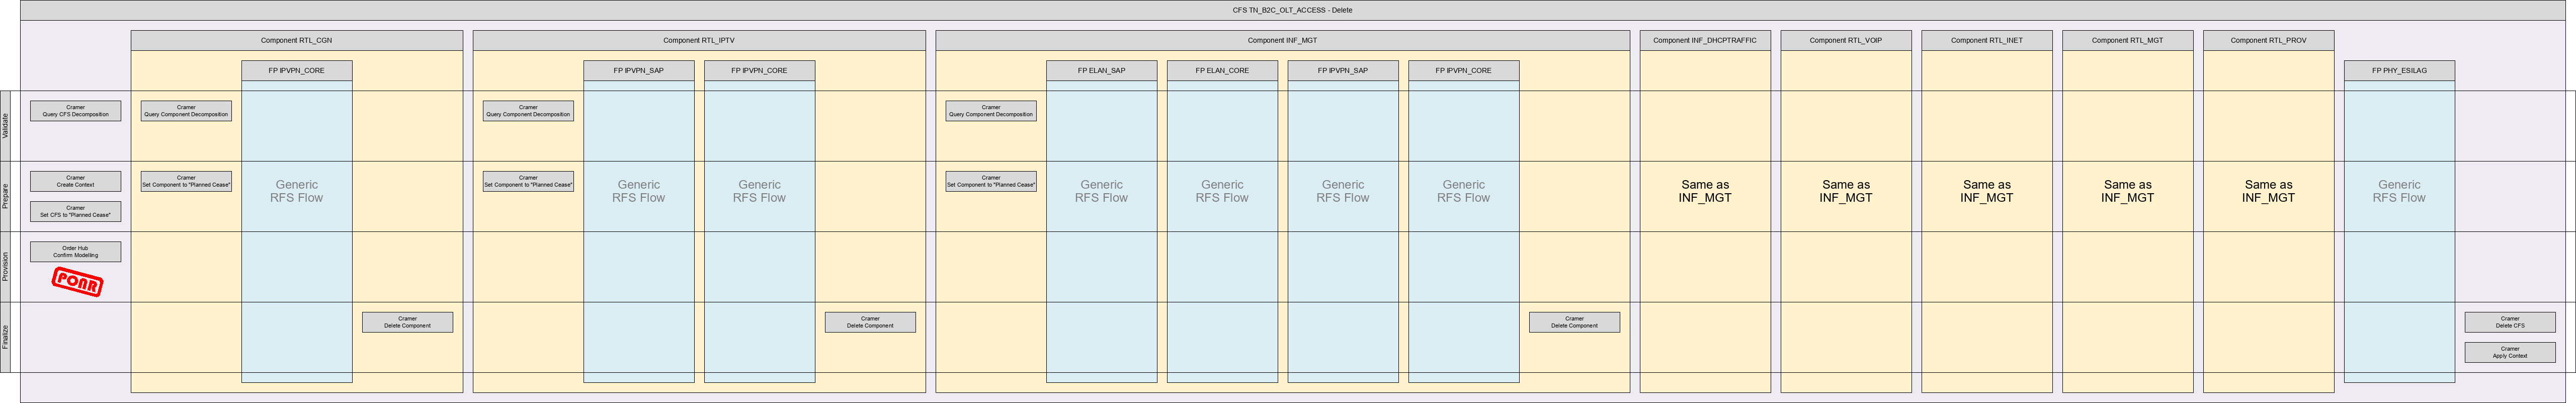 CFS TN_B2C_OLT_ACCESS - Delete
Component RTL_CGN
Component RTL_IPTV
Component INF_MGT
Component INF_DHCPTRAFFIC
Component RTL_VOIP
Component RTL_INET
Component RTL_MGT
Component RTL_PROV
FP IPVPN_CORE
FP IPVPN_SAP
FP IPVPN_CORE
FP ELAN_SAP
FP ELAN_CORE
FP IPVPN_SAP
FP IPVPN_CORE
FP PHY_ESILAG
Validate
Cramer
Query CFS Decomposition
Cramer
Query Component Decomposition
Cramer
Query Component Decomposition
Cramer
Query Component Decomposition
Prepare
Cramer
Create Context
Cramer
Set CFS to "Planned Cease"
Cramer
Set Component to "Planned Cease"
Generic
RFS Flow
Cramer
Set Component to "Planned Cease"
Generic
RFS Flow
Generic
RFS Flow
Cramer
Set Component to "Planned Cease"
Generic
RFS Flow
Generic
RFS Flow
Generic
RFS Flow
Generic
RFS Flow
Same as
INF_MGT
Same as
INF_MGT
Same as
INF_MGT
Same as
INF_MGT
Same as
INF_MGT
Generic
RFS Flow
Provision
Order Hub
Confirm Modelling
PONR
Finalize
Cramer
Delete Component
Cramer
Delete Component
Cramer
Delete Component
Cramer
Delete CFS
Cramer
Apply Context